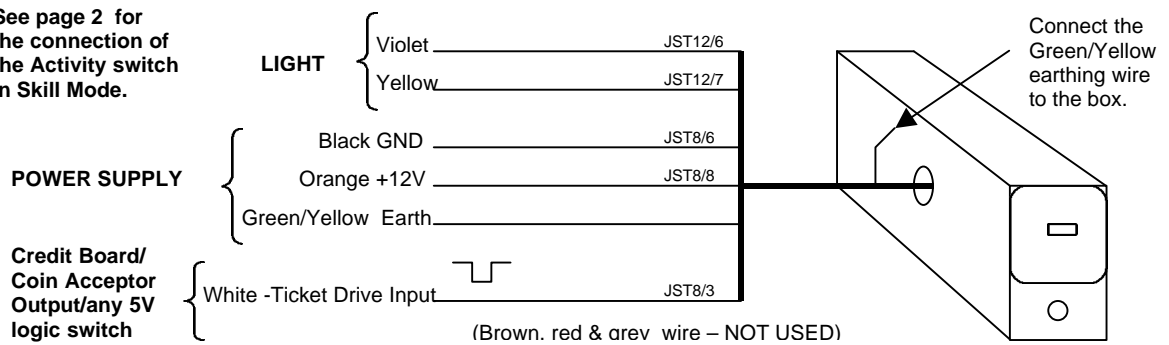 See page 2 for
the connection of
the Activity switch
in Skill Mode.
LIGHT
Violet
JST12/6
Yellow
JST12/7
POWER SUPPLY
Black GND
JST8/6
Orange +12V
JST8/8
Green/Yellow Earth
Credit Board/
Coin Acceptor
Output/any 5V
logic switch
White -Ticket Drive Input
JST8/3
(Brown, red & grey wire – NOT USED)
Connect the
Green/Yellow
earthing wire
to the box.